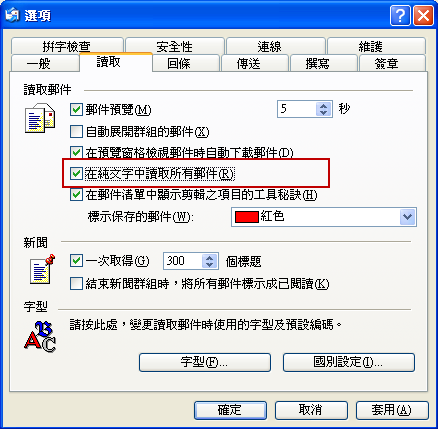 選項
拼字檢查 安全性 連線 維護
一般 讀取 回條 傳送 撰寫 簽章
讀取郵件
郵件預覽(M) 5 秒
自動展開群組的郵件(X)
在預覽窗格檢視郵件時自動下載郵件(D)
在純文字中讀取所有郵件(R)
在郵件清單中顯示剪輯之項目的工具秘訣(H)
標示保存的郵件(W): 紅色
新聞
一次取得(G) 300 個標題
結束新聞群組時，將所有郵件標示成已閱讀(K)
字型
請按此處，變更讀取郵件時使用的字型及預設編碼。
字型(F)... 國別設定(I)...
確定 取消 套用(A)